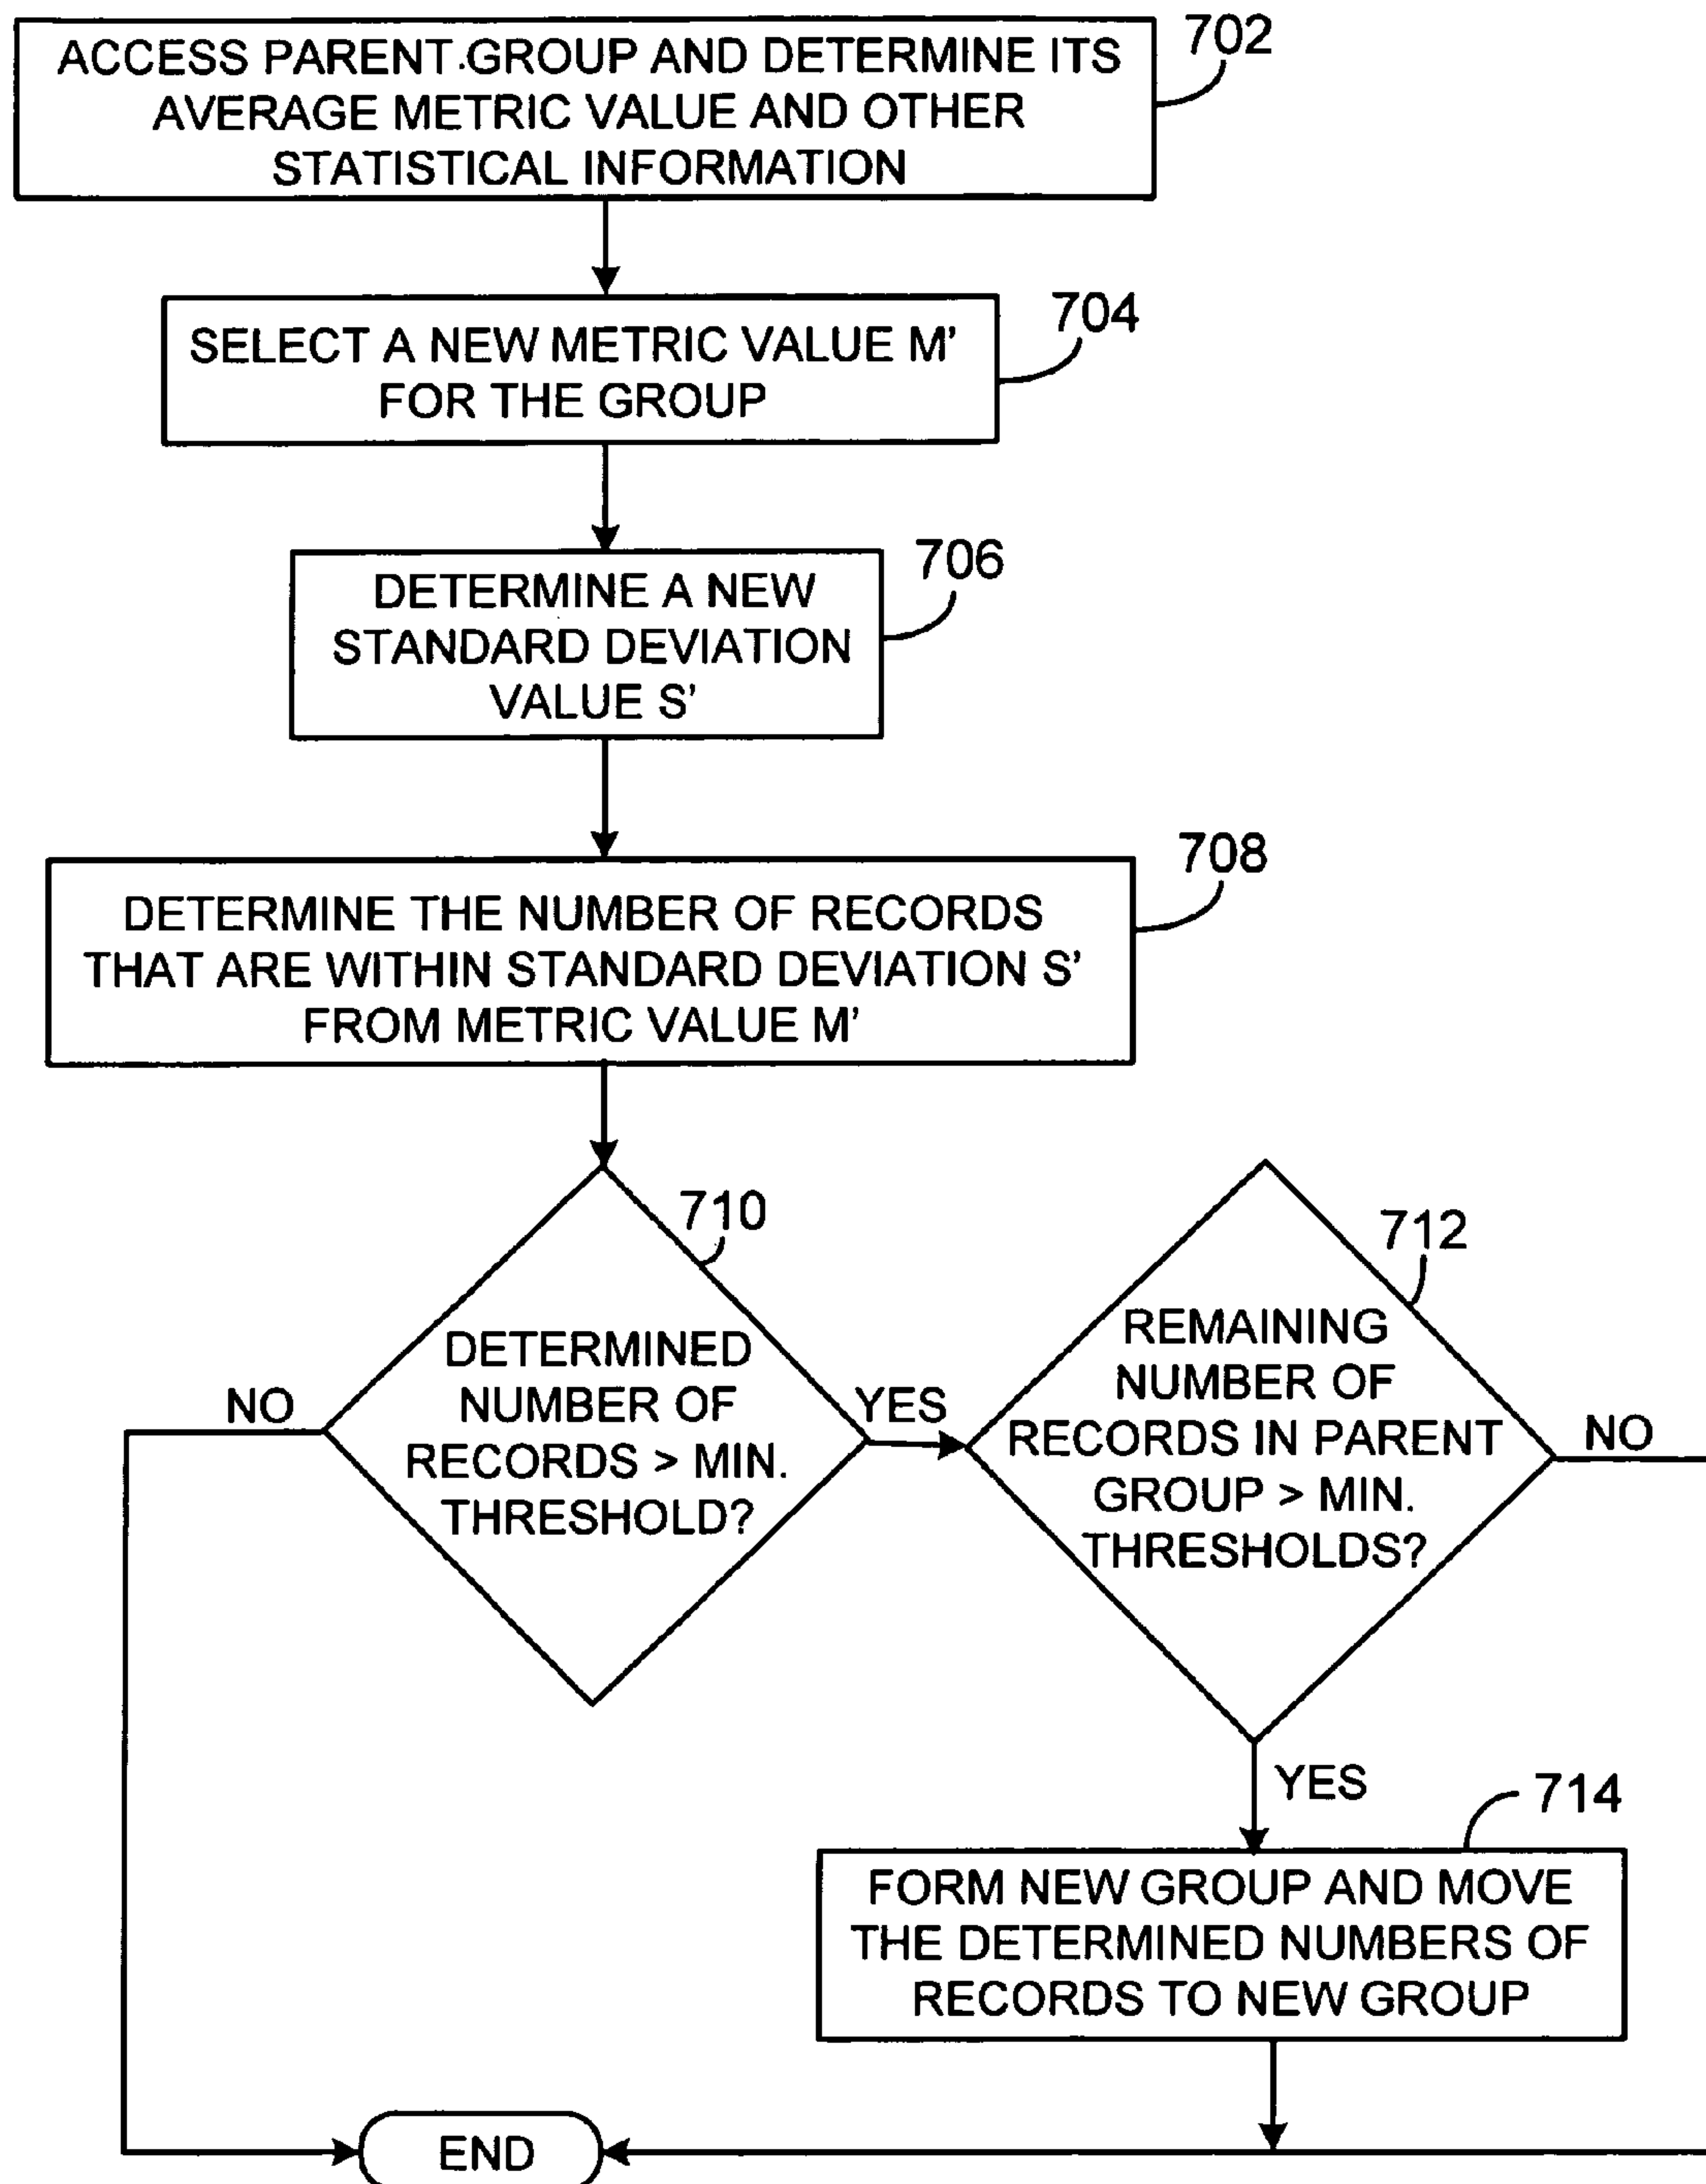 702
ACCESS PARENT.GROUP AND DETERMINE ITS
AVERAGE METRIC VALUE AND OTHER
STATISTICAL INFORMATION
704
SELECT A NEW METRIC VALUE M'
FOR THE GROUP
706
DETERMINE A NEW
STANDARD DEVIATION
VALUE S'
708
DETERMINE THE NUMBER OF RECORDS
THAT ARE WITHIN STANDARD DEVIATION S'
FROM METRIC VALUE M'
710
DETERMINED
NUMBER OF
RECORDS > MIN.
THRESHOLD?
NO
YES
712
REMAINING
NUMBER OF
RECORDS IN PARENT
GROUP > MIN.
THRESHOLDS?
NO
YES
714
FORM NEW GROUP AND MOVE
THE DETERMINED NUMBERS OF
RECORDS TO NEW GROUP
END